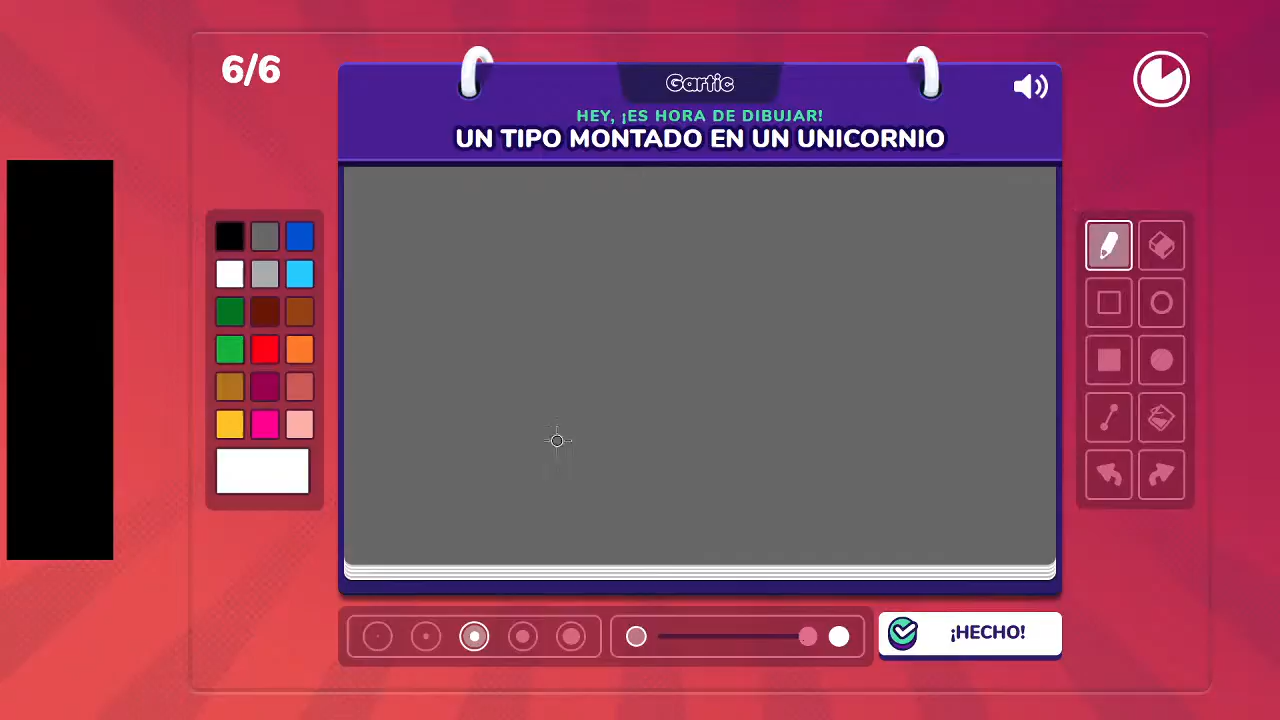 6/6
Gartic
HEY, ¡ES HORA DE DIBUJAR!
UN TIPO MONTADO EN UN UNICORNIO
¡HECHO!